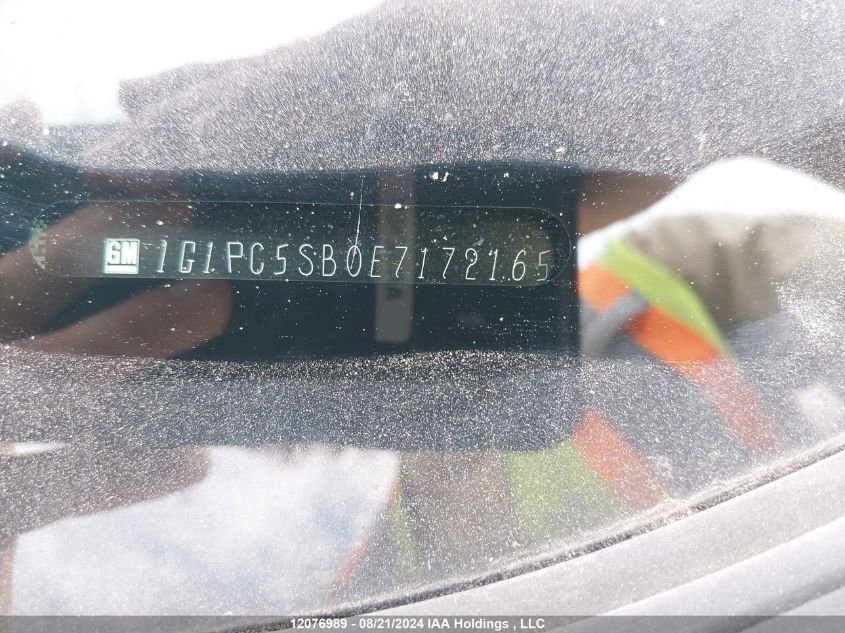 GM 1G1PC5SB0E7172165
12076989 - 08/21/2024 IAA Holdings , LLC